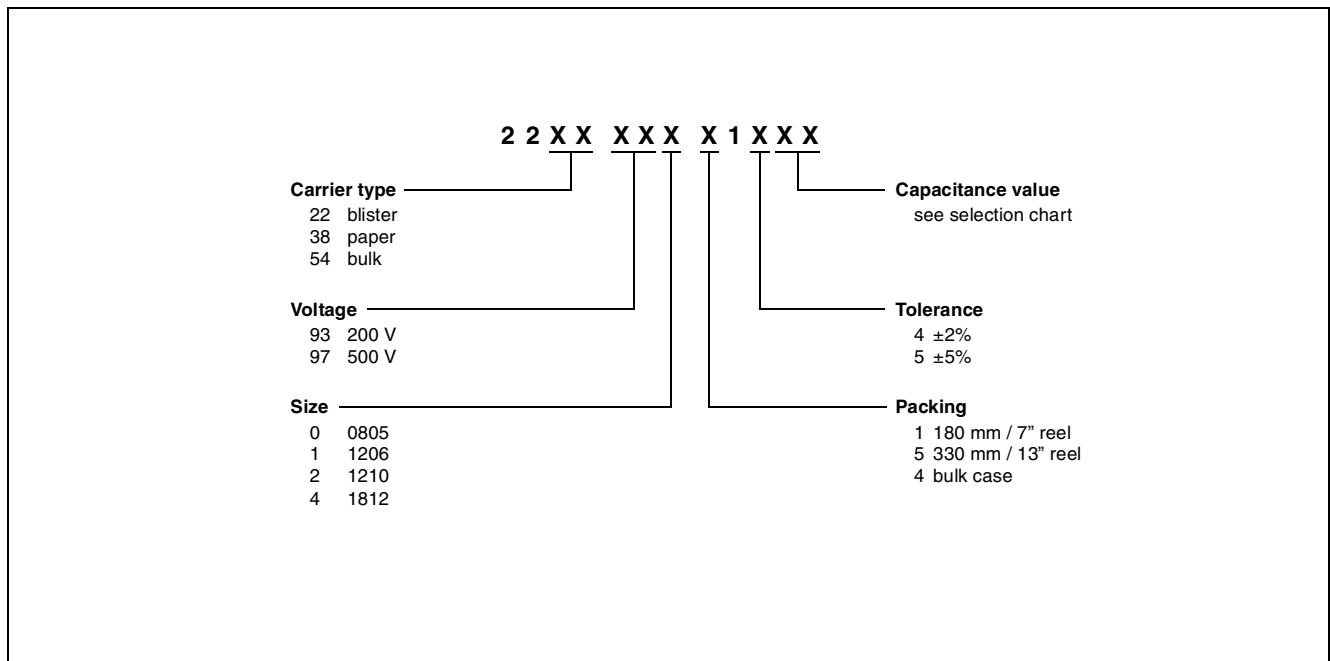 2 2 X X X X X X 1 X X X
Carrier type
22 blister
38 paper
54 bulk
Voltage
93 200 V
97 500 V
Size
0 0805
1 1206
2 1210
4 1812
Capacitance value
see selection chart
Tolerance
4 ±2%
5 ±5%
Packing
1 180 mm / 7” reel
5 330 mm / 13” reel
4 bulk case